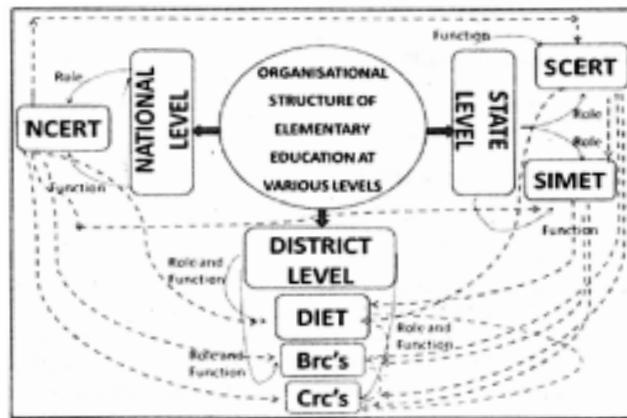 Function
Function
SCERT
Role
NATIONAL
LEVEL
ORGANISATIONAL
STRUCTURE OF
ELEMENTARY
EDUCATION AT
VARIOUS LEVELS
STATE
LEVEL
NCERT
Role
Role
Function
SIMET
Function
DISTRICT
LEVEL
Role and
Function
DIET
Role and
Function
Role and
Function
Brc's
Crc's